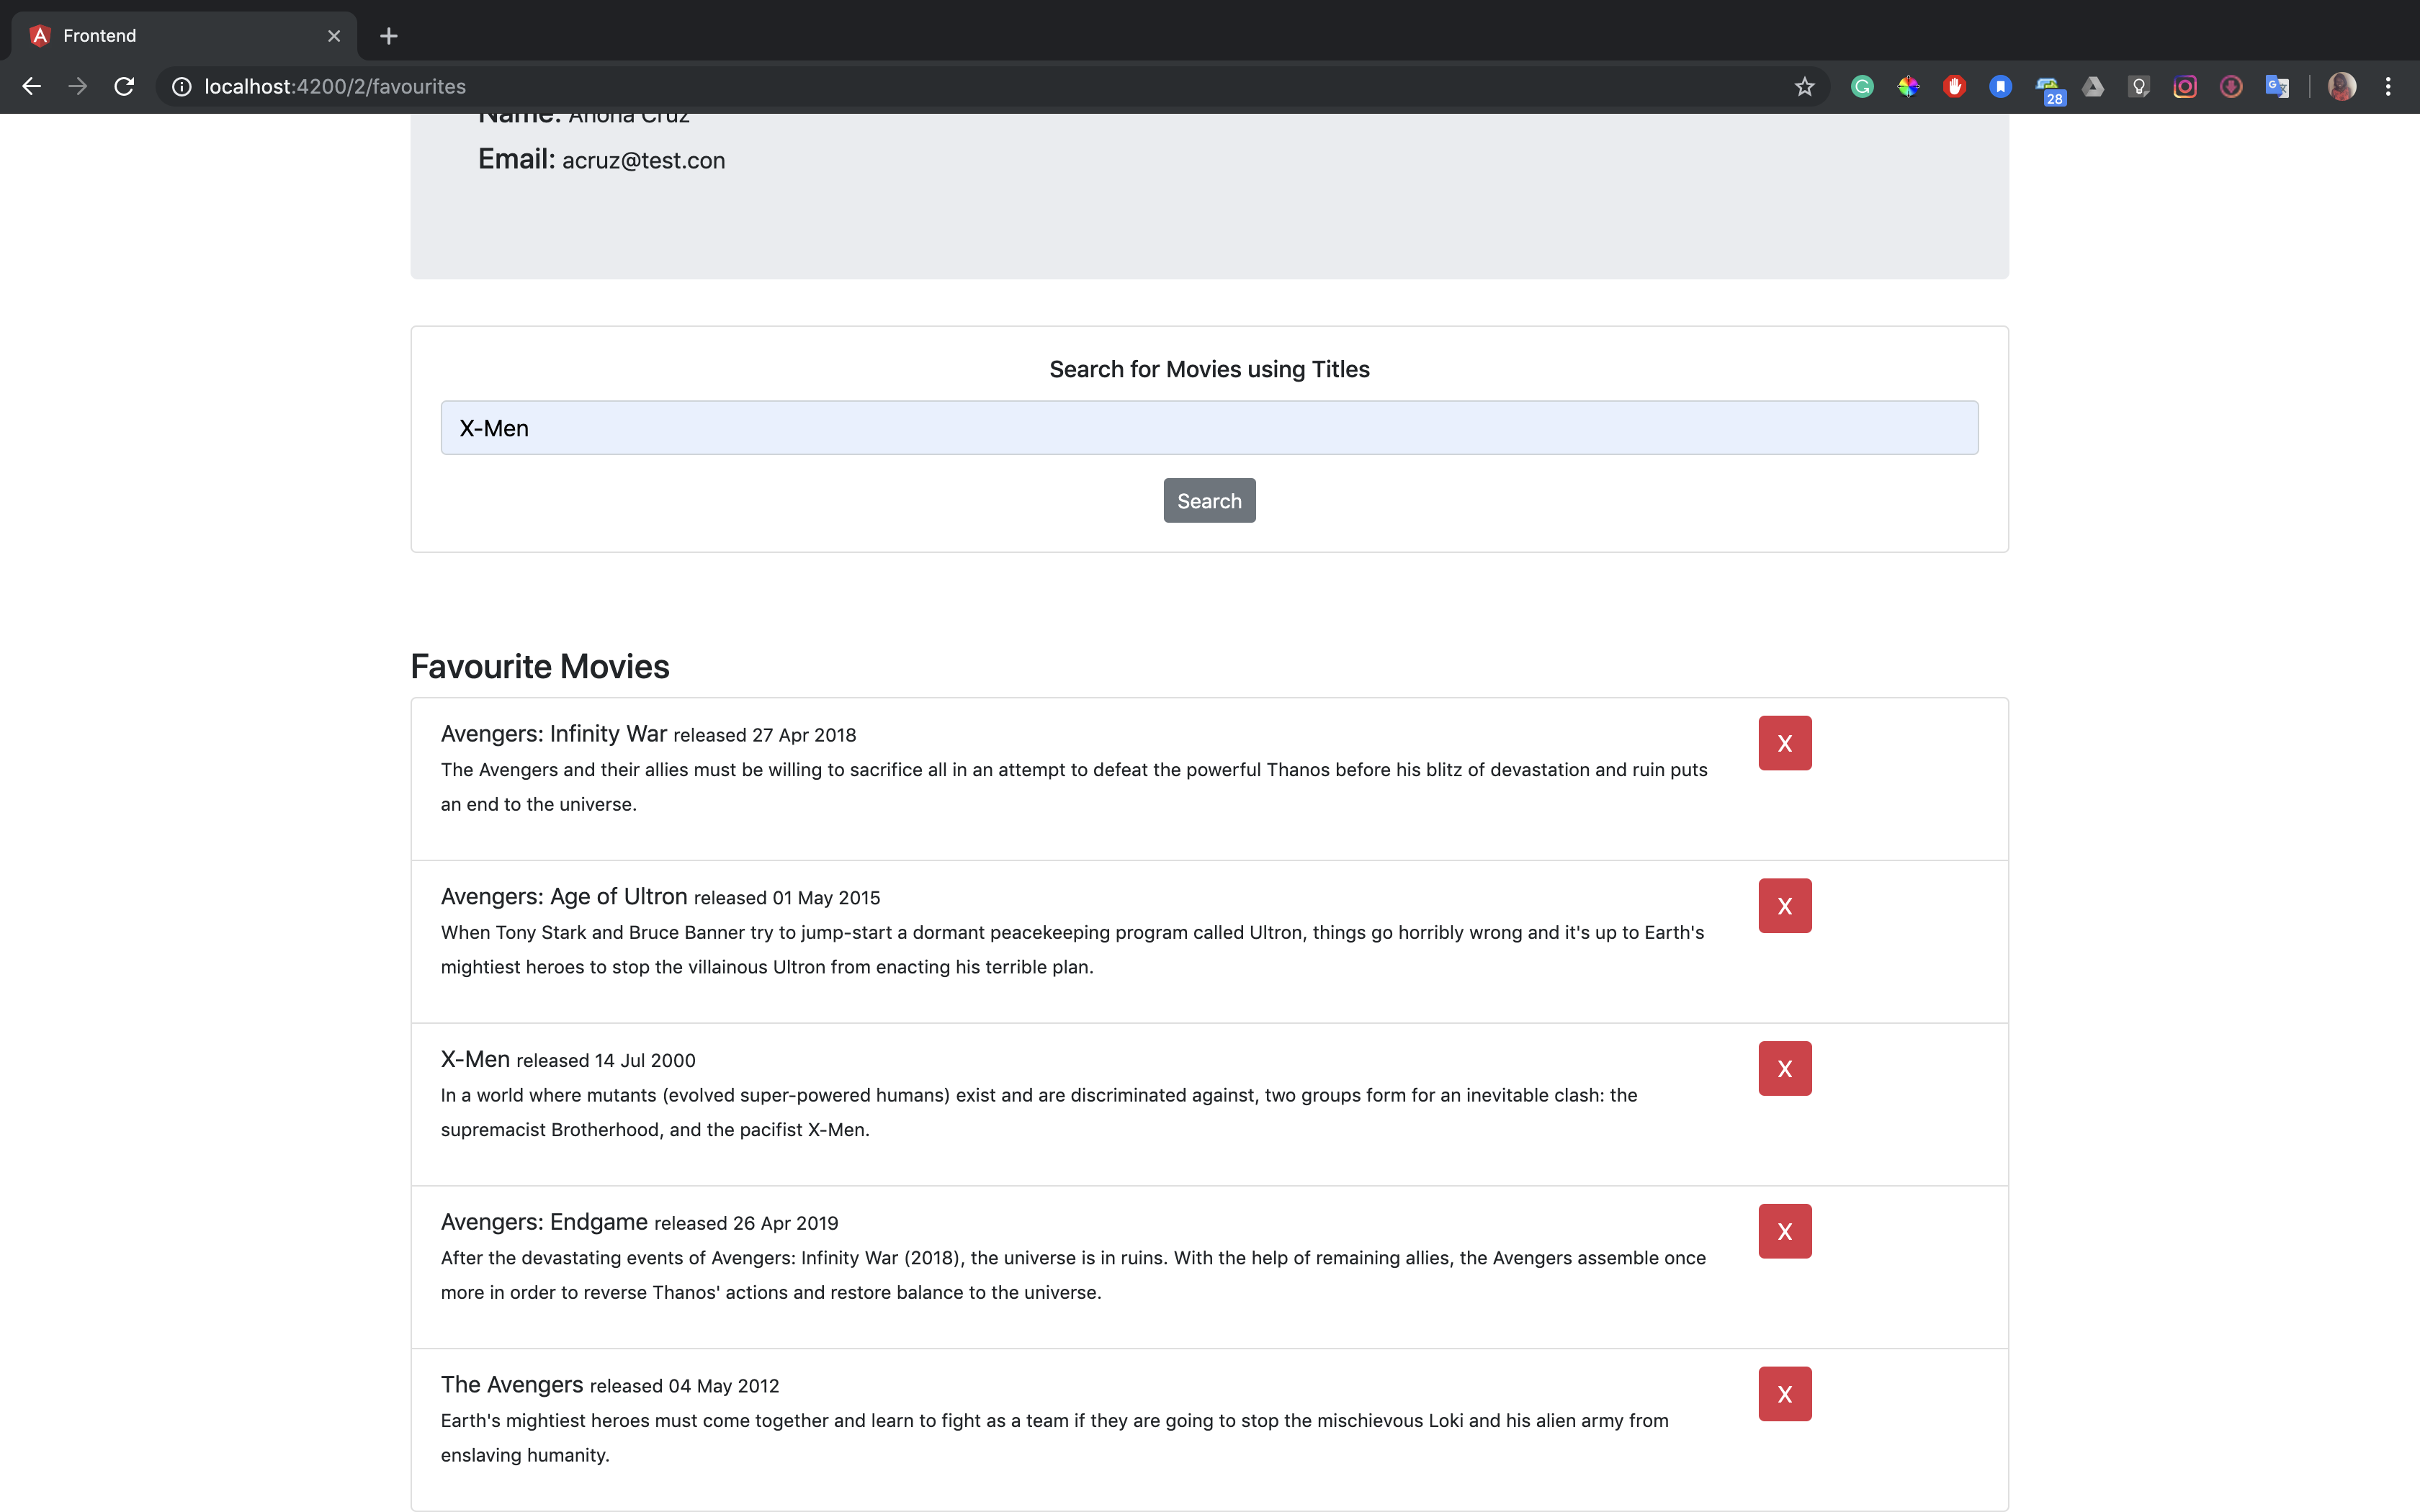 Frontend
localhost:4200/2/favourites
28
Name: Anona Cruz
Email: acruz@test.con
Search for Movies using Titles
X-Men
Search
Favourite Movies
Avengers: Infinity War released 27 Apr 2018
X
The Avengers and their allies must be willing to sacrifice all in an attempt to defeat the powerful Thanos before his blitz of devastation and ruin puts
an end to the universe.
Avengers: Age of Ultron released 01 May 2015
X
When Tony Stark and Bruce Banner try to jump-start a dormant peacekeeping program called Ultron, things go horribly wrong and it's up to Earth's
mightiest heroes to stop the villainous Ultron from enacting his terrible plan.
X-Men released 14 Jul 2000
X
In a world where mutants (evolved super-powered humans) exist and are discriminated against, two groups form for an inevitable clash: the
supremacist Brotherhood, and the pacifist X-Men.
Avengers: Endgame released 26 Apr 2019
X
After the devastating events of Avengers: Infinity War (2018), the universe is in ruins. With the help of remaining allies, the Avengers assemble once
more in order to reverse Thanos' actions and restore balance to the universe.
The Avengers released 04 May 2012
X
Earth's mightiest heroes must come together and learn to fight as a team if they are going to stop the mischievous Loki and his alien army from
enslaving humanity.